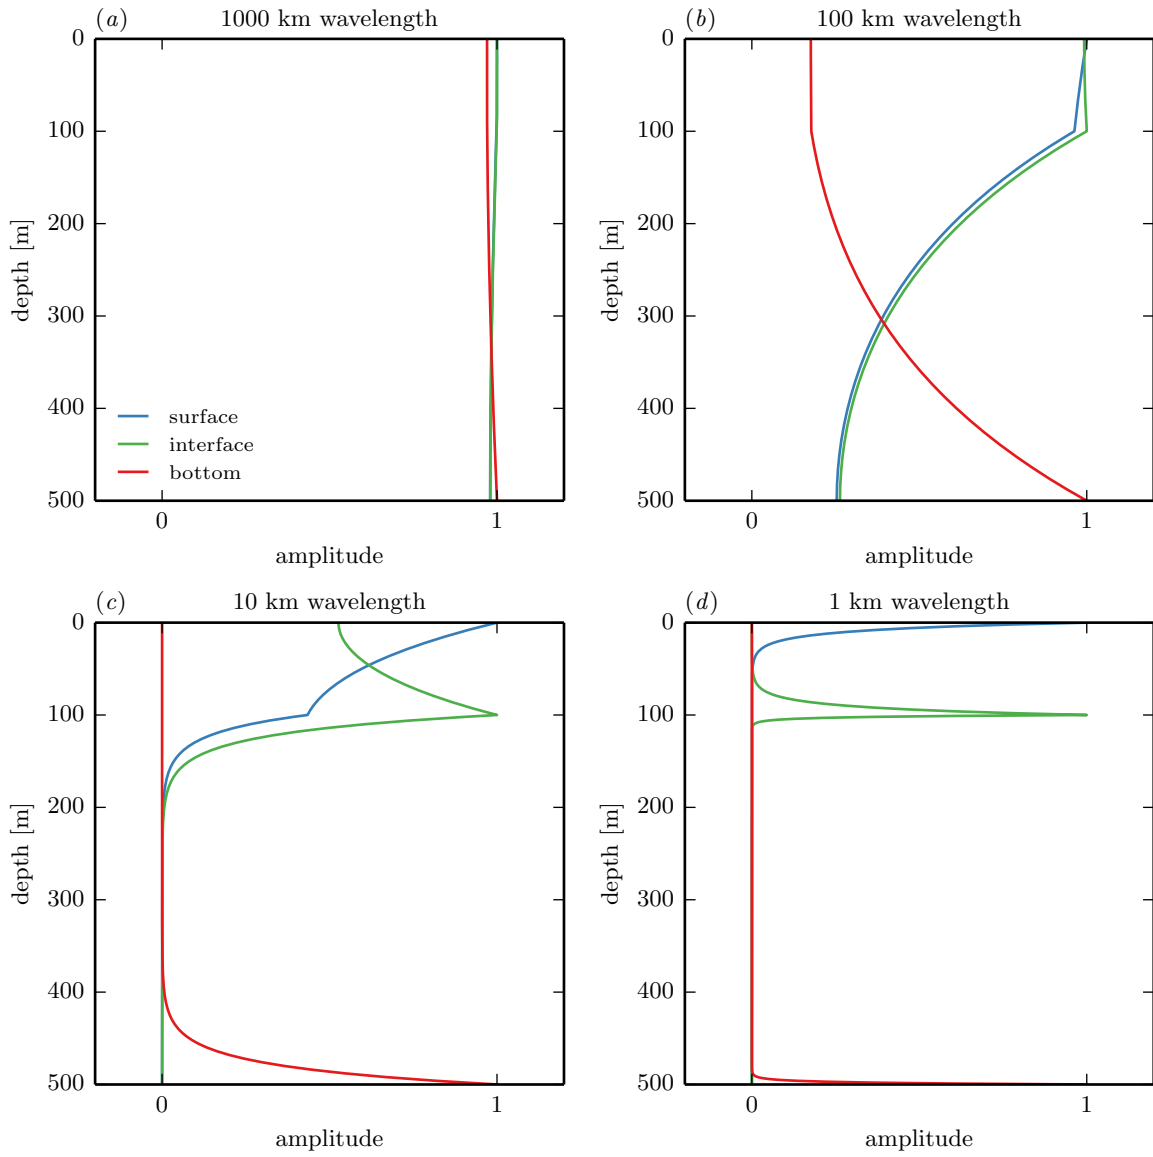 (a) 1000 km wavelength
0
100
200
300
400
500
depth [m]
surface
interface
bottom
0 1
amplitude
(b) 100 km wavelength
0
100
200
300
400
500
depth [m]
0 1
amplitude
(c) 10 km wavelength
0
100
200
300
400
500
depth [m]
0 1
amplitude
(d) 1 km wavelength
0
100
200
300
400
500
depth [m]
0 1
amplitude